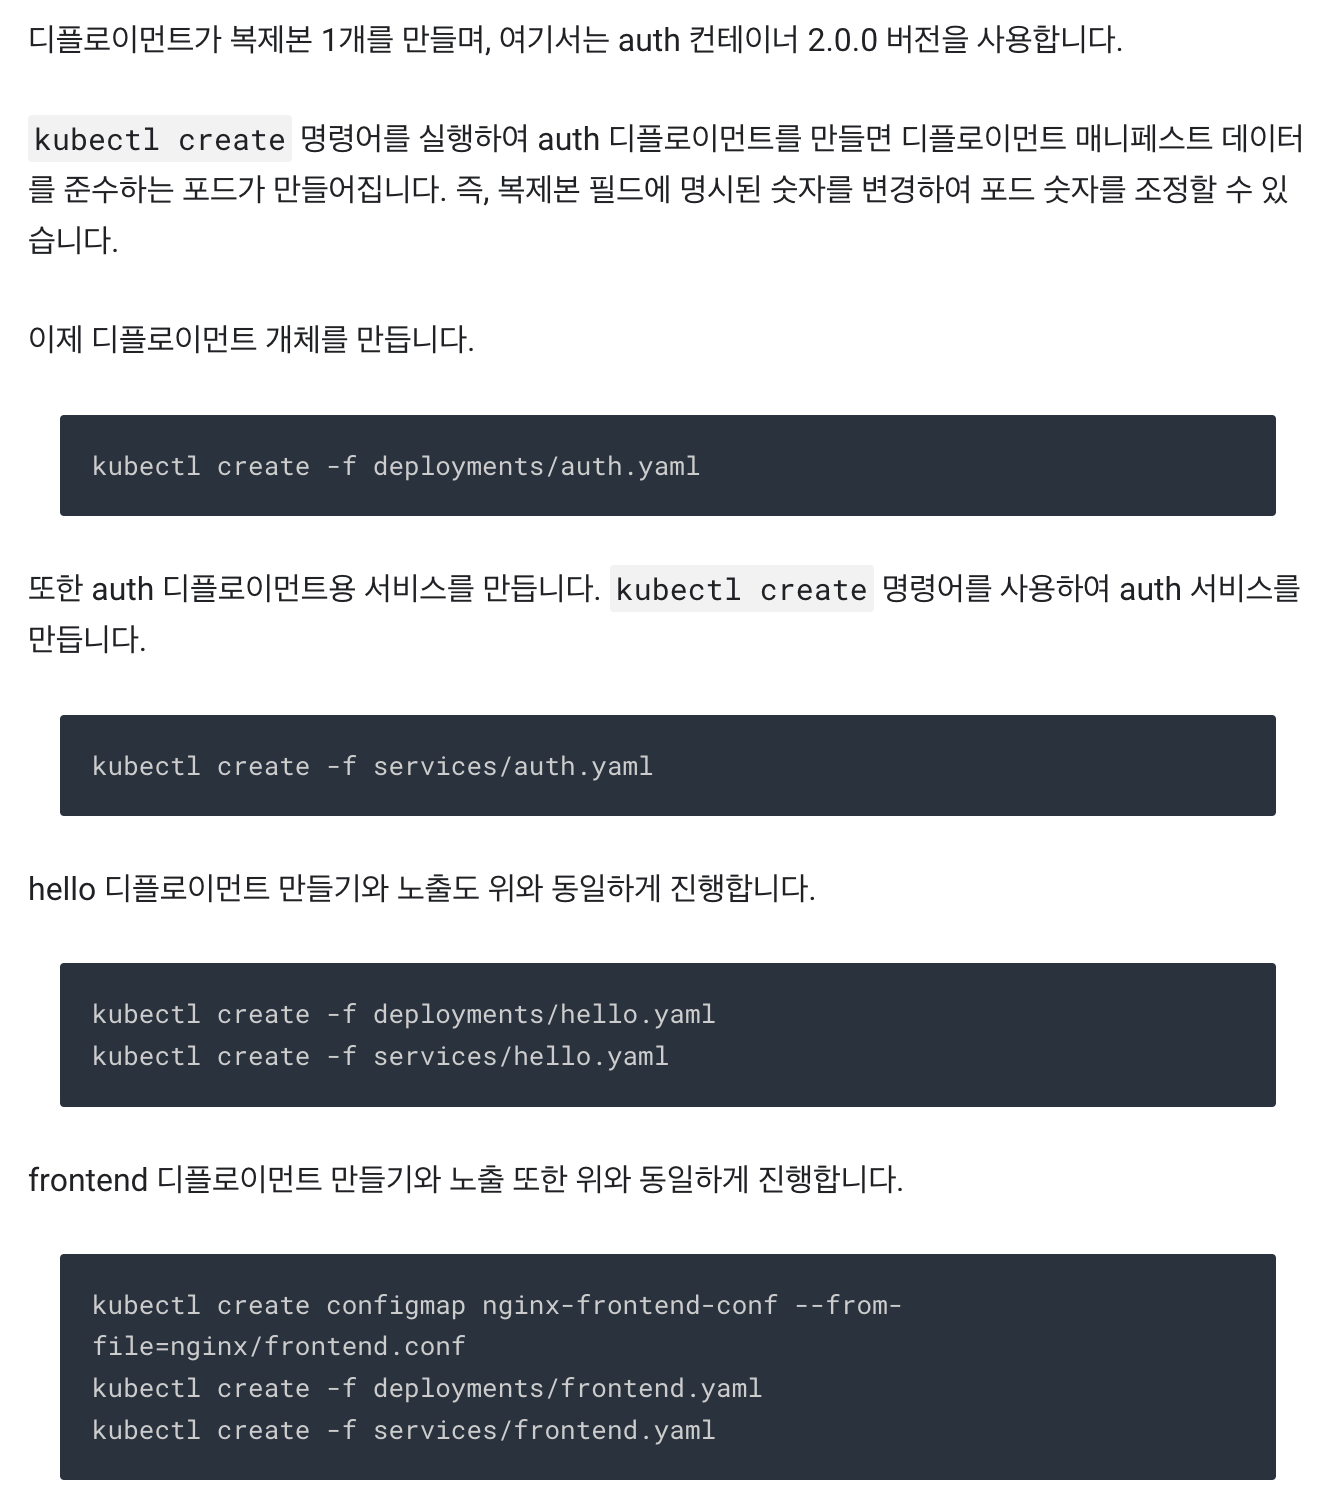 디플로이먼트가 복제본 1개를 만들며, 여기서는 auth 컨테이너 2.0.0 버전을 사용합니다.
kubectl create 명령어를 실행하여 auth 디플로이먼트를 만들면 디플로이먼트 매니페스트 데이터
를 준수하는 포드가 만들어집니다. 즉, 복제본 필드에 명시된 숫자를 변경하여 포드 숫자를 조정할 수 있
습니다.
이제 디플로이먼트 개체를 만듭니다.
kubectl create -f deployments/auth.yaml
또한 auth 디플로이먼트용 서비스를 만듭니다. kubectl create 명령어를 사용하여 auth 서비스를
만듭니다.
kubectl create -f services/auth.yaml
hello 디플로이먼트 만들기와 노출도 위와 동일하게 진행합니다.
kubectl create -f deployments/hello.yaml
kubectl create -f services/hello.yaml
frontend 디플로이먼트 만들기와 노출 또한 위와 동일하게 진행합니다.
kubectl create configmap nginx-frontend-conf --from-
file=nginx/frontend.conf
kubectl create -f deployments/frontend.yaml
kubectl create -f services/frontend.yaml